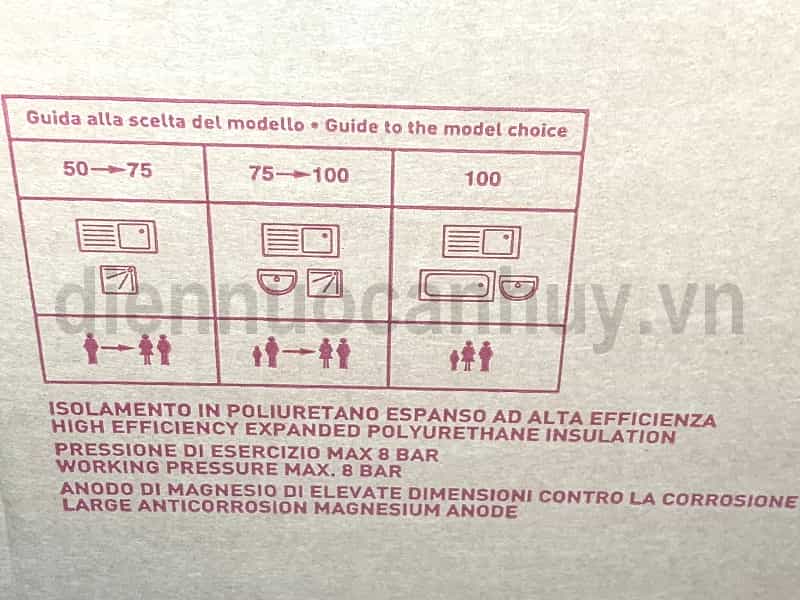 Guida alla scelta del modello • Guide to the model choice
50→75 75→100 100
diennuocanhuy.vn
ISOLAMENTO IN POLIURETANO ESPANSO AD ALTA EFFICIENZA
HIGH EFFICIENCY EXPANDED POLYURETHANE INSULATION
PRESSIONE DI ESERCIZIO MAX 8 BAR
WORKING PRESSURE MAX. 8 BAR
ANODO DI MAGNESIO DI ELEVATE DIMENSIONI CONTRO LA CORROSIONE
LARGE ANTICORROSION MAGNESIUM ANODE